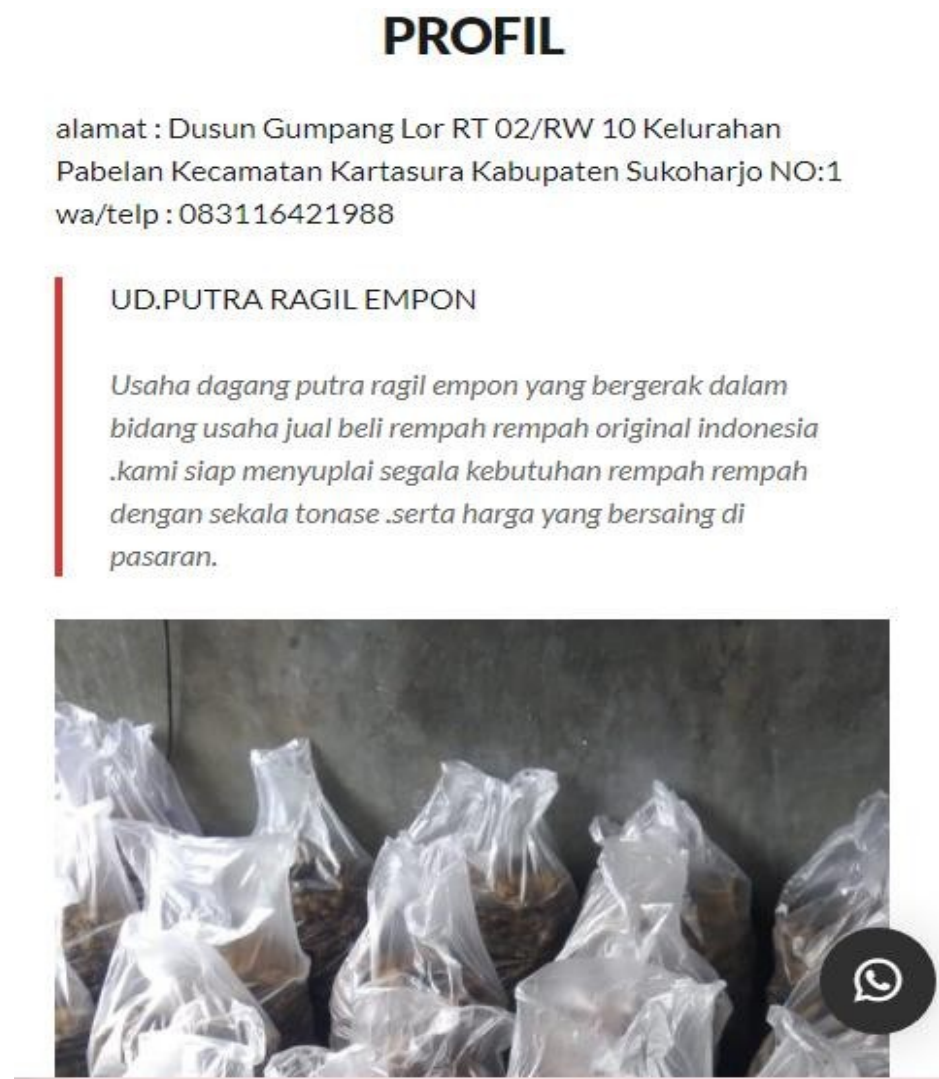 PROFIL
alamat : Dusun Gumpang Lor RT 02/RW 10 Kelurahan
Pabelan Kecamatan Kartasura Kabupaten Sukoharjo NO:1
wa/telp : 083116421988
UD.PUTRA RAGIL EMPON
Usaha dagang putra ragil empon yang bergerak dalam
bidang usaha jual beli rempah rempah original indonesia
.kami siap menyuplai segala kebutuhan rempah rempah
dengan sekala tonase .serta harga yang bersaing di
pasaran.